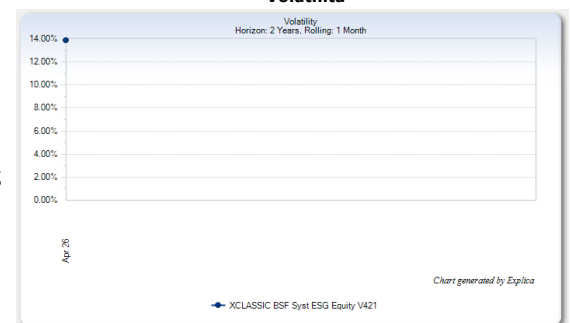 Volatility
Horizon: 2 Years, Rolling: 1 Month
14.00%
12.00%
10.00%
8.00%
6.00%
4.00%
2.00%
0.00%
Apr 26
Chart generated by Explica
XCLASSIC BSF Syst ESG Equity V421